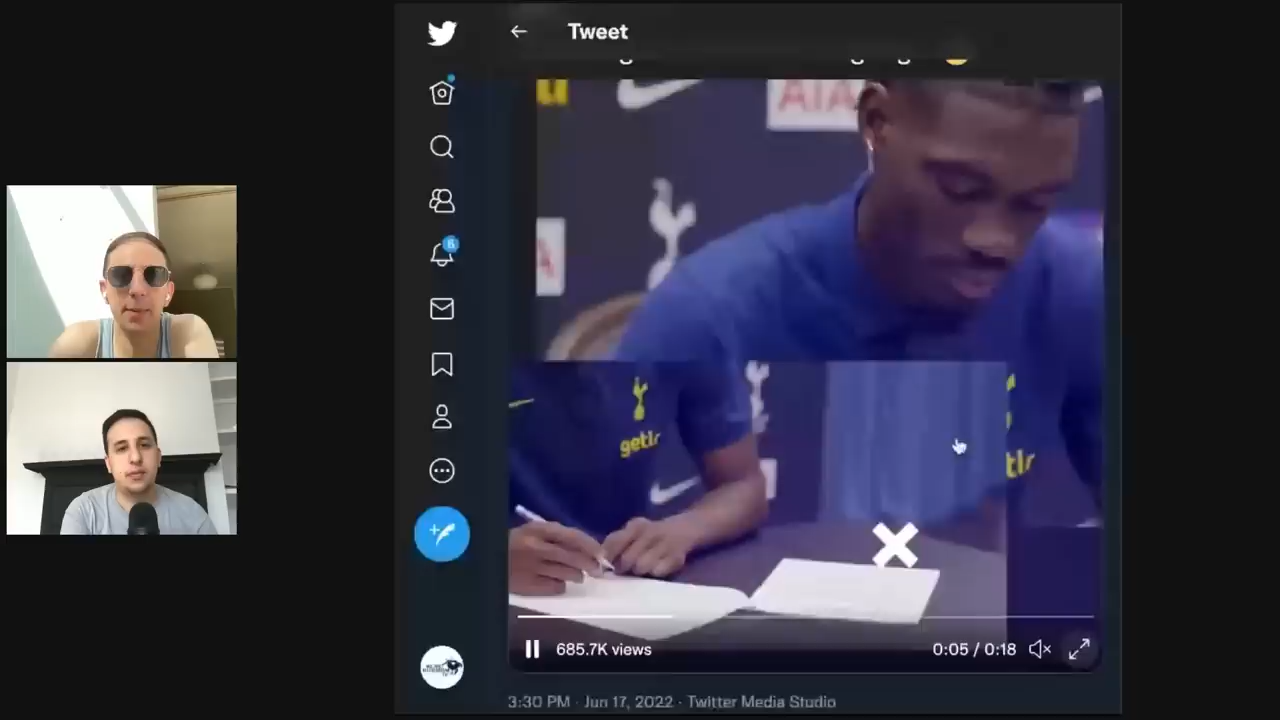 Tweet
AIA
getir
8
685.7K views
0:05 / 0:18
3:30 PM · Jun 17, 2022 · Twitter Media Studio